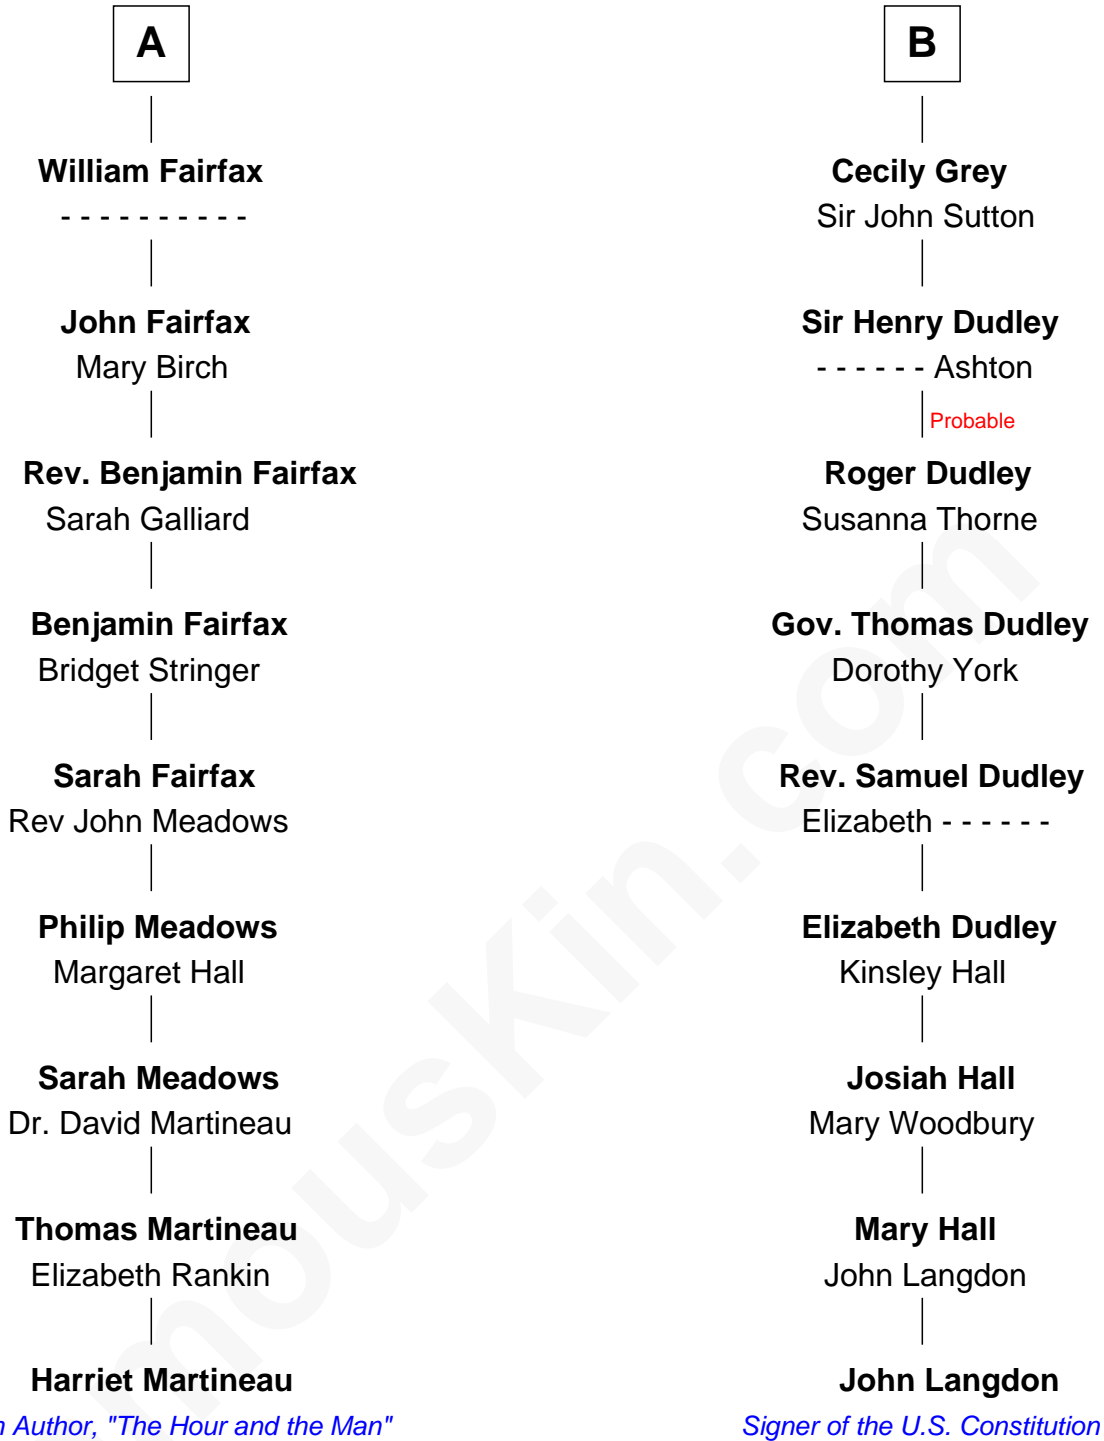 A
William Fairfax
- - - - - - - - - -
John Fairfax
Mary Birch
Rev. Benjamin Fairfax
Sarah Galliard
Benjamin Fairfax
Bridget Stringer
Sarah Fairfax
Rev John Meadows
Philip Meadows
Margaret Hall
Sarah Meadows
Dr. David Martineau
Thomas Martineau
Elizabeth Rankin
Harriet Martineau
Author, "The Hour and the Man"
B
Cecily Grey
Sir John Sutton
Sir Henry Dudley
- - - - - - Ashton
Probable
Roger Dudley
Susanna Thorne
Gov. Thomas Dudley
Dorothy York
Rev. Samuel Dudley
Elizabeth - - - - - -
Elizabeth Dudley
Kinsley Hall
Josiah Hall
Mary Woodbury
Mary Hall
John Langdon
John Langdon
Signer of the U.S. Constitution
mousKin.com